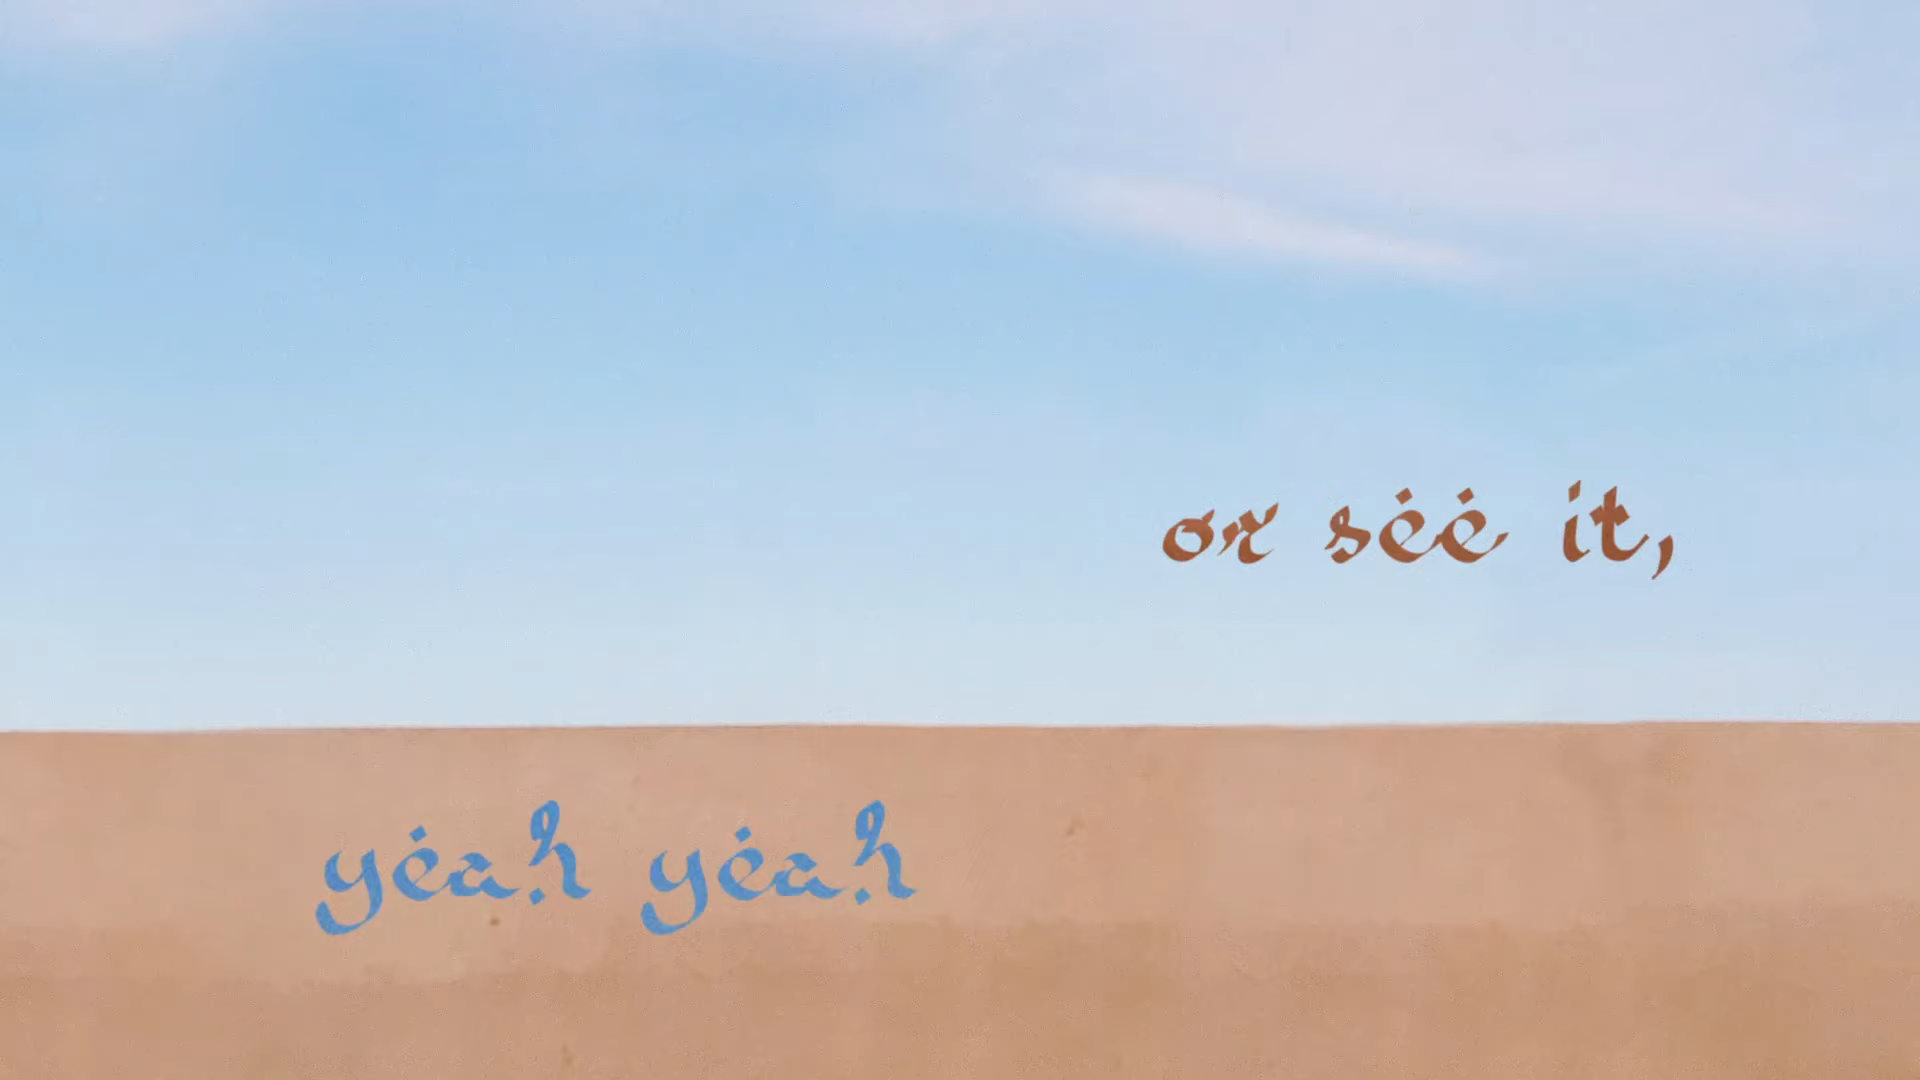 or see it,
yeah yeah